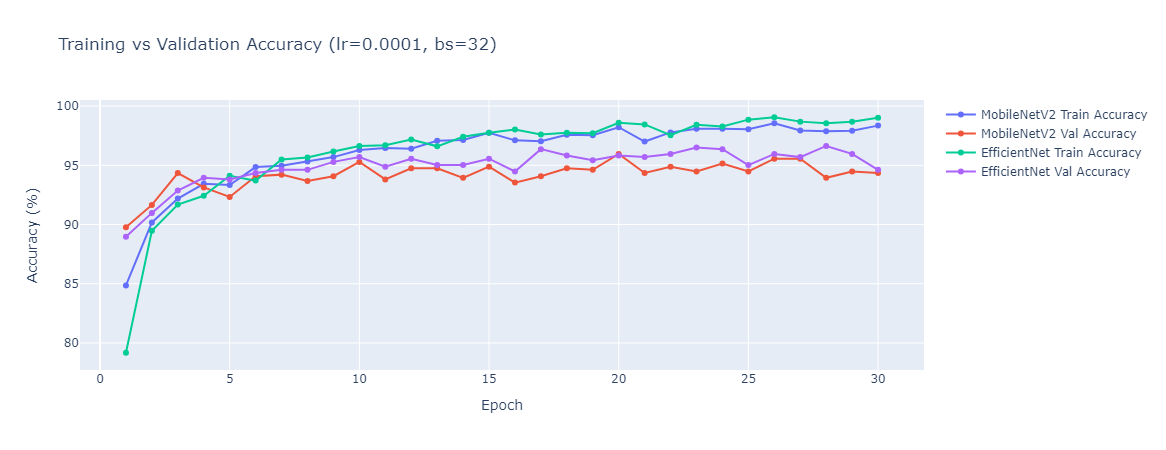 Training vs Validation Accuracy (lr=0.0001, bs=32)
100
95
90
85
80
Accuracy (%)
0 5 10 15 20 25 30
Epoch
MobileNetV2 Train Accuracy
MobileNetV2 Val Accuracy
EfficientNet Train Accuracy
EfficientNet Val Accuracy